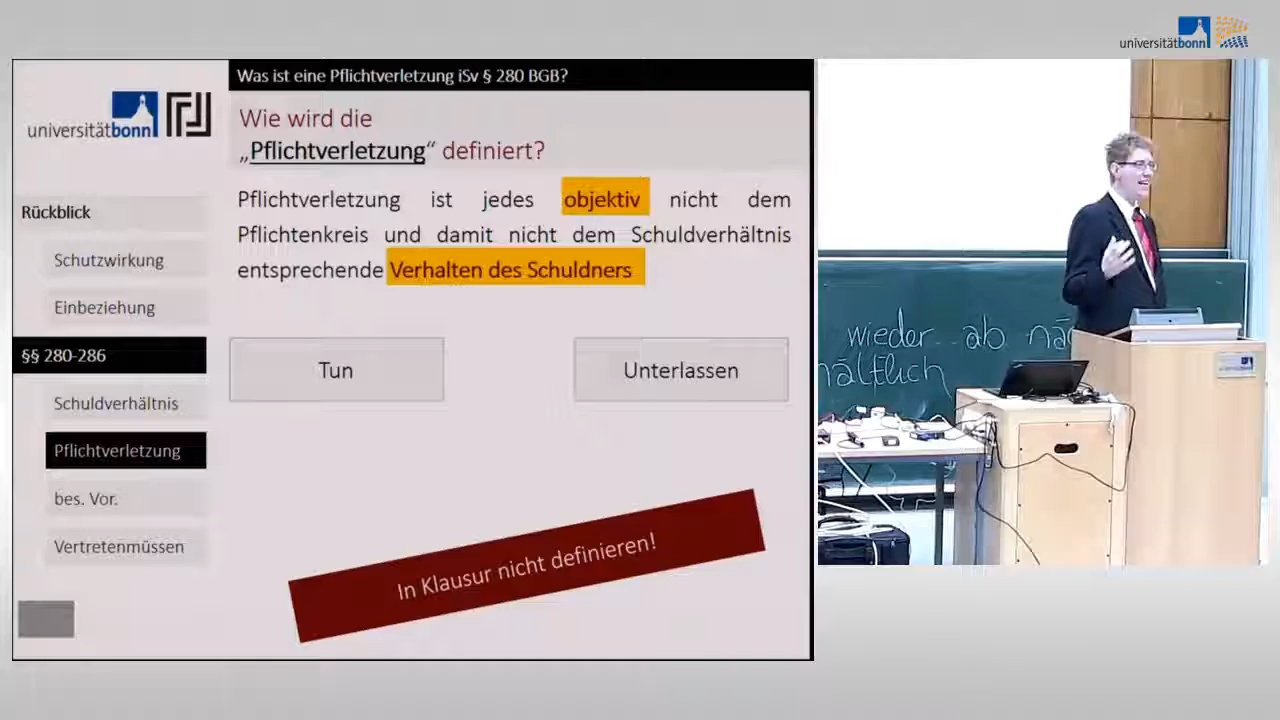 universitätbonn
Was ist eine Pflichtverletzung iSv § 280 BGB?
universitätbonn
Wie wird die
„Pflichtverletzung“ definiert?
Pflichtverletzung ist jedes objektiv nicht dem
Pflichtenkreis und damit nicht dem Schuldverhältnis
entsprechende Verhalten des Schuldners
Rückblick
Schutzwirkung
Einbeziehung
§§ 280-286
Schuldverhältnis
Pflichtverletzung
bes. Vor.
Vertretenmüssen
Tun
Unterlassen
In Klausur nicht definieren!
wieder ab